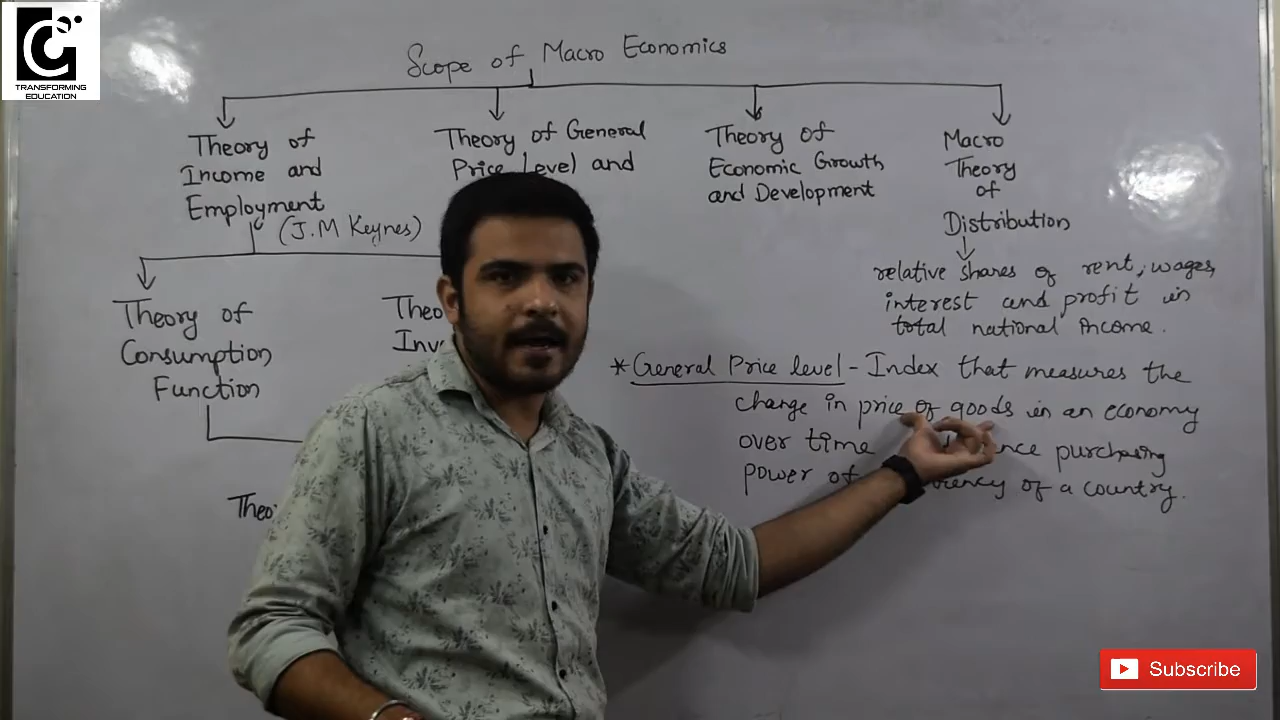 TRANSFORMING
EDUCATION
Scope of Macro Economics
Theory of
Income and
Employment
(J.M Keynes)
Theory of General
Price Level and
Theory of
Economic Growth
and Development
Macro
Theory
of
Distribution
relative shares of rent, wages,
interest and profit in
total national income.
Theory of
Consumption
Function
*General Price level - Index that measures the
change in price of goods in an economy
over time purchasing
power of of a country.
Subscribe